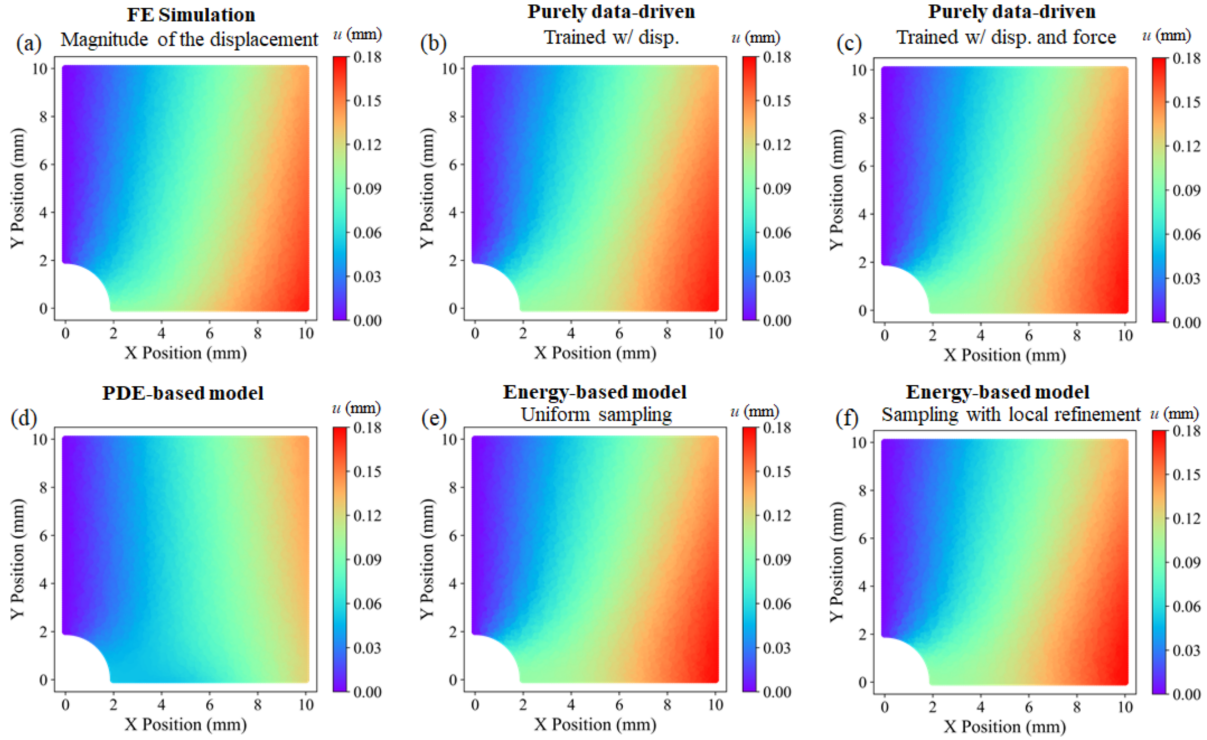 FE Simulation
(a) Magnitude of the displacement
u (mm)
0.18
0.15
0.12
0.09
0.06
0.03
0.00
10
8
6
4
2
0
Y Position (mm)
0 2 4 6 8 10
X Position (mm)
Purely data-driven
(b) Trained w/ disp.
u (mm)
0.18
0.15
0.12
0.09
0.06
0.03
0.00
10
8
6
4
2
0
Y Position (mm)
0 2 4 6 8 10
X Position (mm)
Purely data-driven
(c) Trained w/ disp. and force
u (mm)
0.18
0.15
0.12
0.09
0.06
0.03
0.00
10
8
6
4
2
0
Y Position (mm)
0 2 4 6 8 10
X Position (mm)
PDE-based model
(d)
u (mm)
0.18
0.15
0.12
0.09
0.06
0.03
0.00
10
8
6
4
2
0
Y Position (mm)
0 2 4 6 8 10
X Position (mm)
Energy-based model
(e) Uniform sampling
u (mm)
0.18
0.15
0.12
0.09
0.06
0.03
0.00
10
8
6
4
2
0
Y Position (mm)
0 2 4 6 8 10
X Position (mm)
Energy-based model
(f) Sampling with local refinement
u (mm)
0.18
0.15
0.12
0.09
0.06
0.03
0.00
10
8
6
4
2
0
Y Position (mm)
0 2 4 6 8 10
X Position (mm)